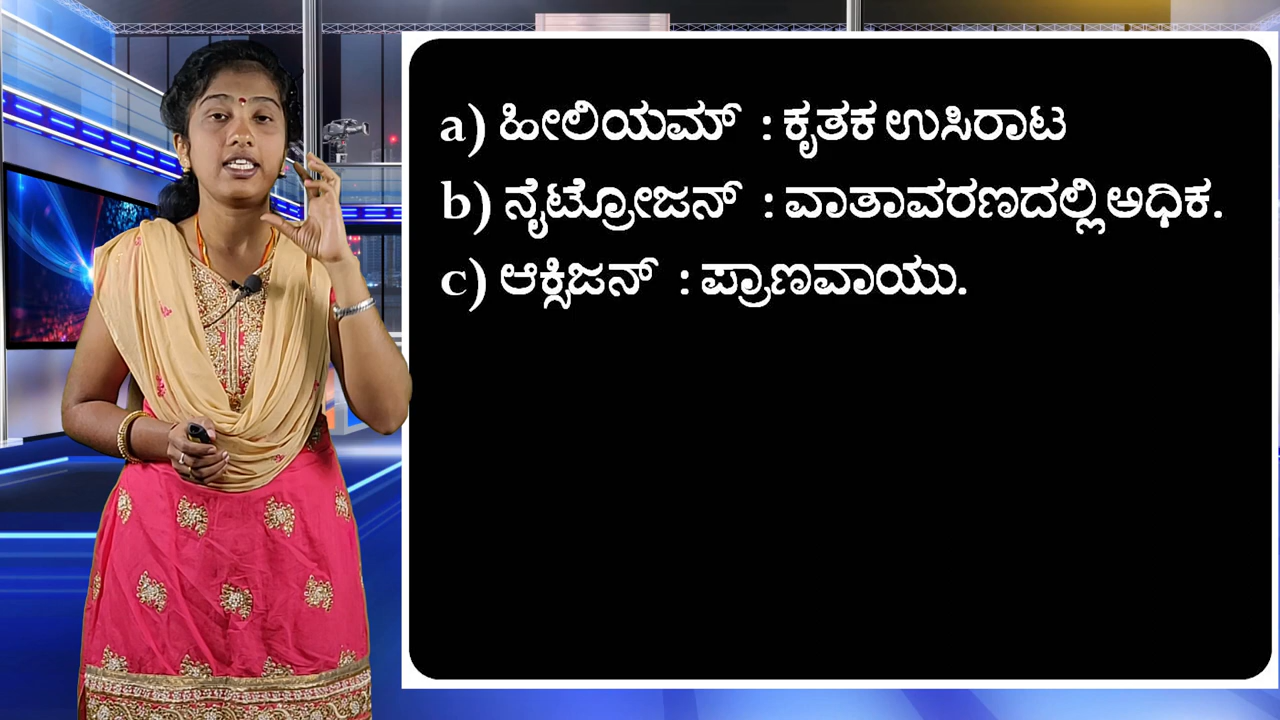 a) ಹೀಲಿಯಮ್ : ಕೃತಕ ಉಸಿರಾಟ
b) ನೈಟ್ರೋಜನ್ : ವಾತಾವರಣದಲ್ಲಿ ಅಧಿಕ.
c) ಆಕ್ಸಿಜನ್ : ಪ್ರಾಣವಾಯು.